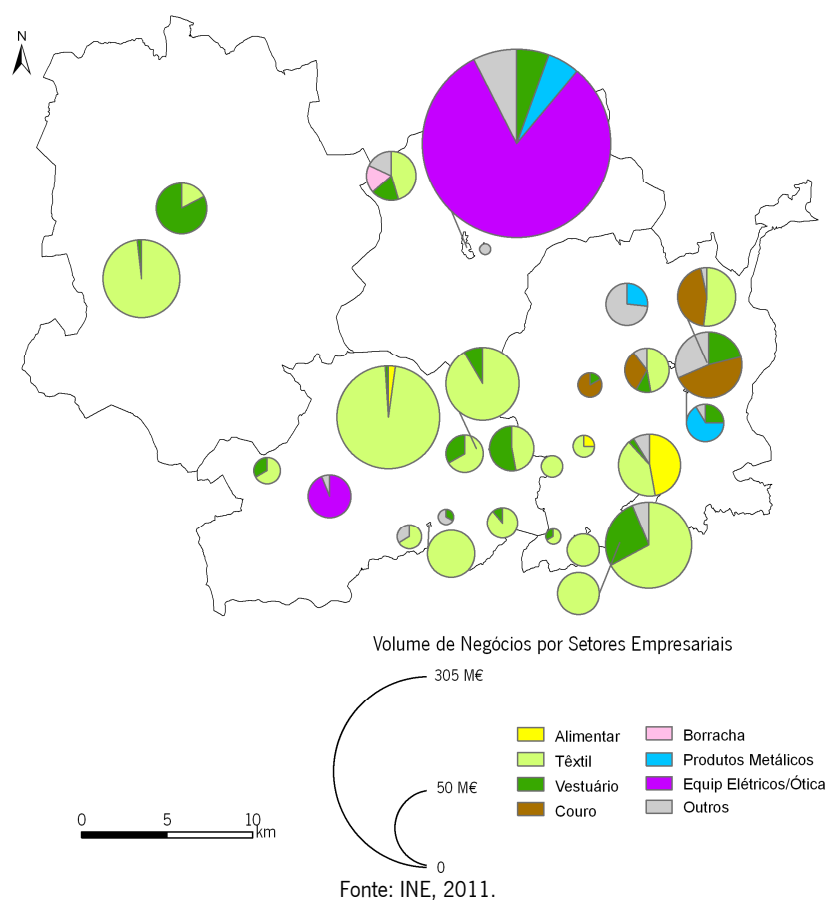 N
Volume de Negócios por Setores Empresariais
305 M€
50 M€
0
Alimentar
Têxtil
Vestuário
Couro
Borracha
Produtos Metálicos
Equip Elétricos/Ótica
Outros
0 5 10
km
Fonte: INE, 2011.